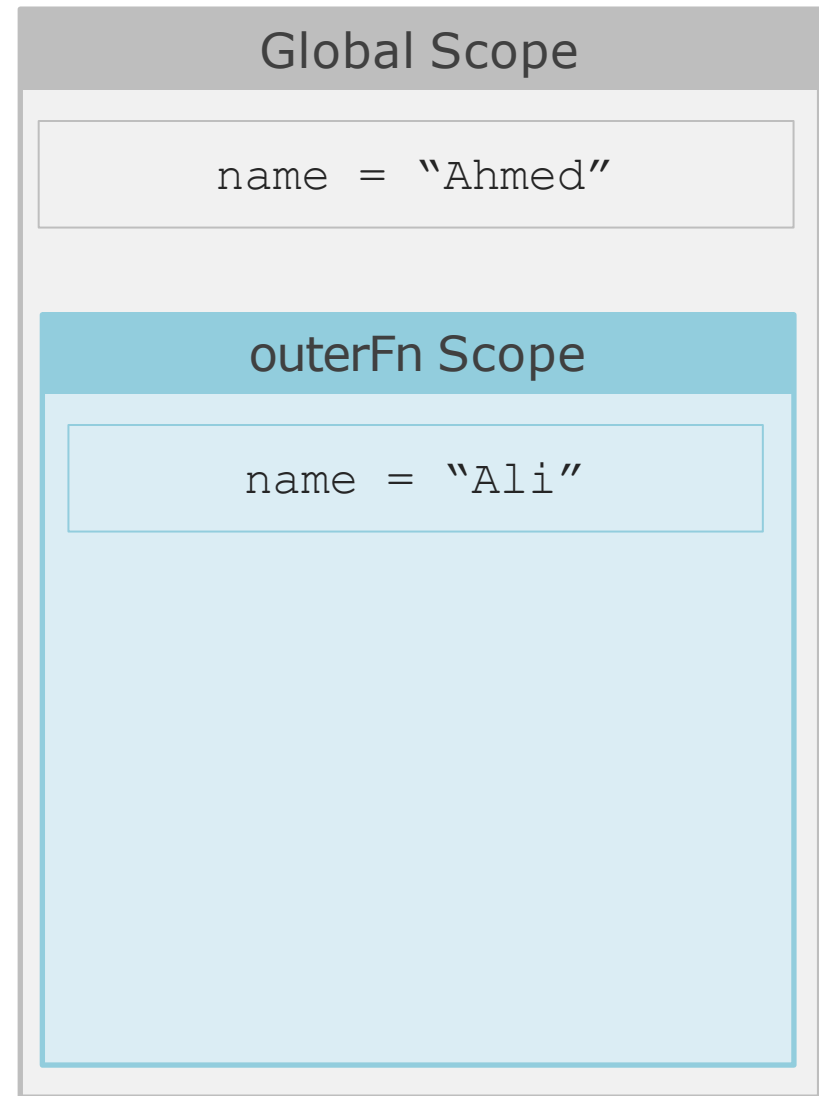 Global Scope
name = “Ahmed”
outerFn Scope
name = “Ali”